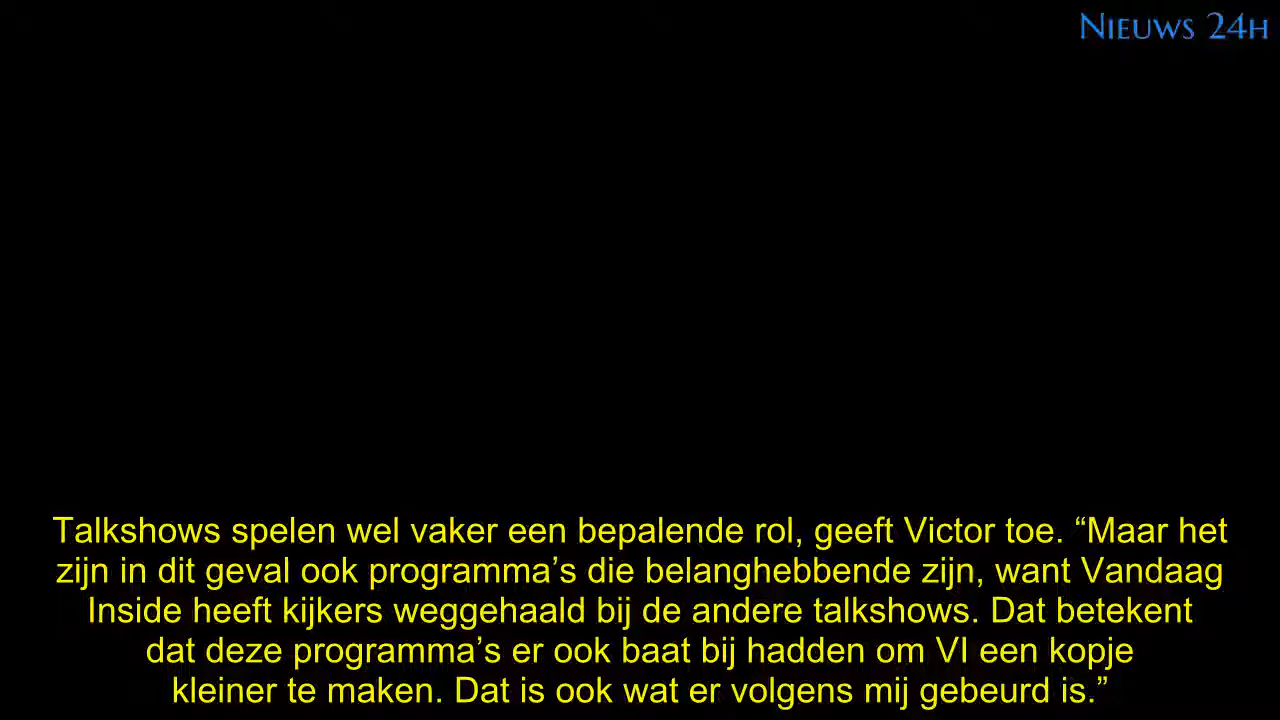 Nieuws 24h
Talkshows spelen wel vaker een bepalende rol, geeft Victor toe. “Maar het
zijn in dit geval ook programma’s die belanghebbende zijn, want Vandaag
Inside heeft kijkers weggehaald bij de andere talkshows. Dat betekent
dat deze programma’s er ook baat bij hadden om VI een kopje
kleiner te maken. Dat is ook wat er volgens mij gebeurd is.”